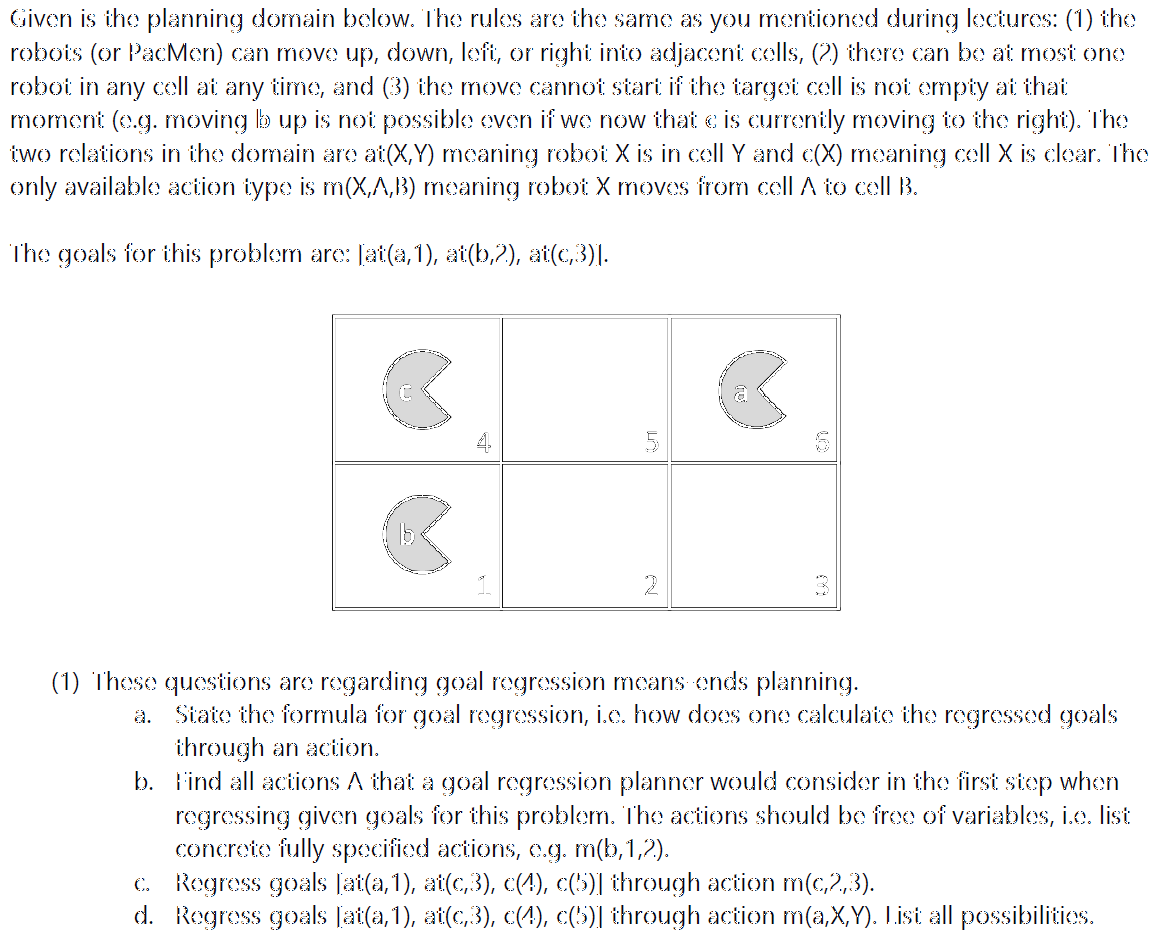 Given is the planning domain below. The rules are the same as you mentioned during lectures: (1) the
robots (or PacMen) can move up, down, left, or right into adjacent cells, (2) there can be at most one
robot in any cell at any time, and (3) the move cannot start if the target cell is not empty at that
moment (e.g. moving b up is not possible even if we now that c is currently moving to the right). The
two relations in the domain are at(X,Y) meaning robot X is in cell Y and c(X) meaning cell X is clear. The
only available action type is m(X,A,B) meaning robot X moves from cell A to cell B.
The goals for this problem are: [at(a,1), at(b,2), at(c,3)].
c
a
4
5
6
b
1
2
3
(1) These questions are regarding goal regression means-ends planning.
a. State the formula for goal regression, i.e. how does one calculate the regressed goals
through an action.
b. Find all actions A that a goal regression planner would consider in the first step when
regressing given goals for this problem. The actions should be free of variables, i.e. list
concrete fully specified actions, e.g. m(b,1,2).
c. Regress goals [at(a,1), at(c,3), c(4), c(5)] through action m(c,2,3).
d. Regress goals [at(a,1), at(c,3), c(4), c(5)] through action m(a,X,Y). List all possibilities.